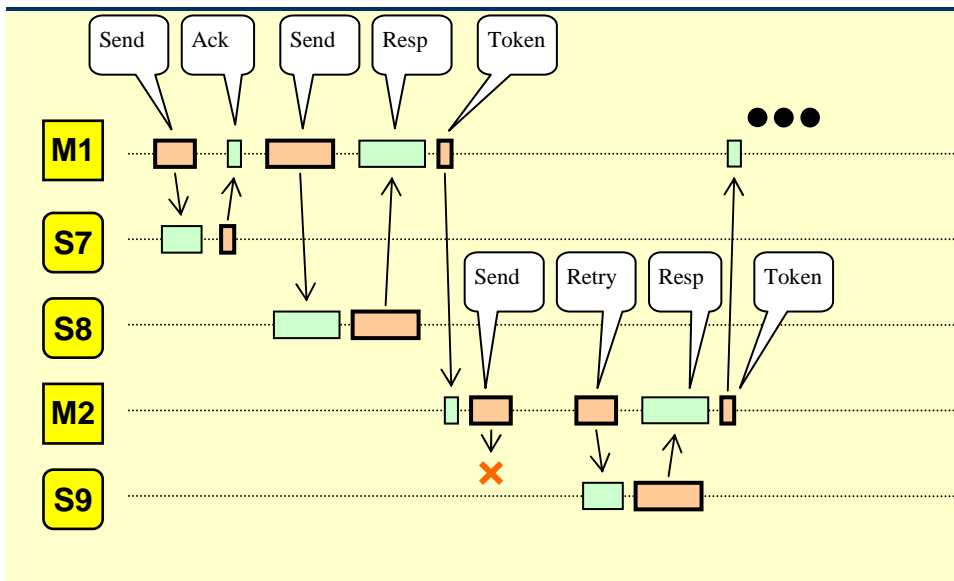 Send Ack Send Resp Token
M1
S7
Send Retry Resp Token
S8
M2
S9